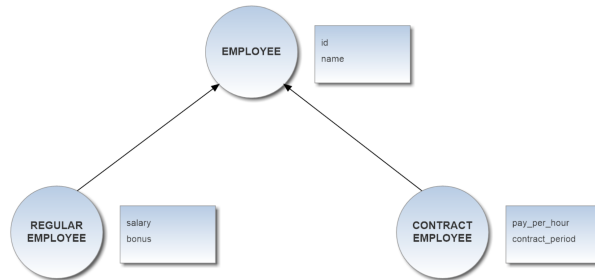 EMPLOYEE
id
name
REGULAR
EMPLOYEE
salary
bonus
CONTRACT
EMPLOYEE
pay_per_hour
contract_period